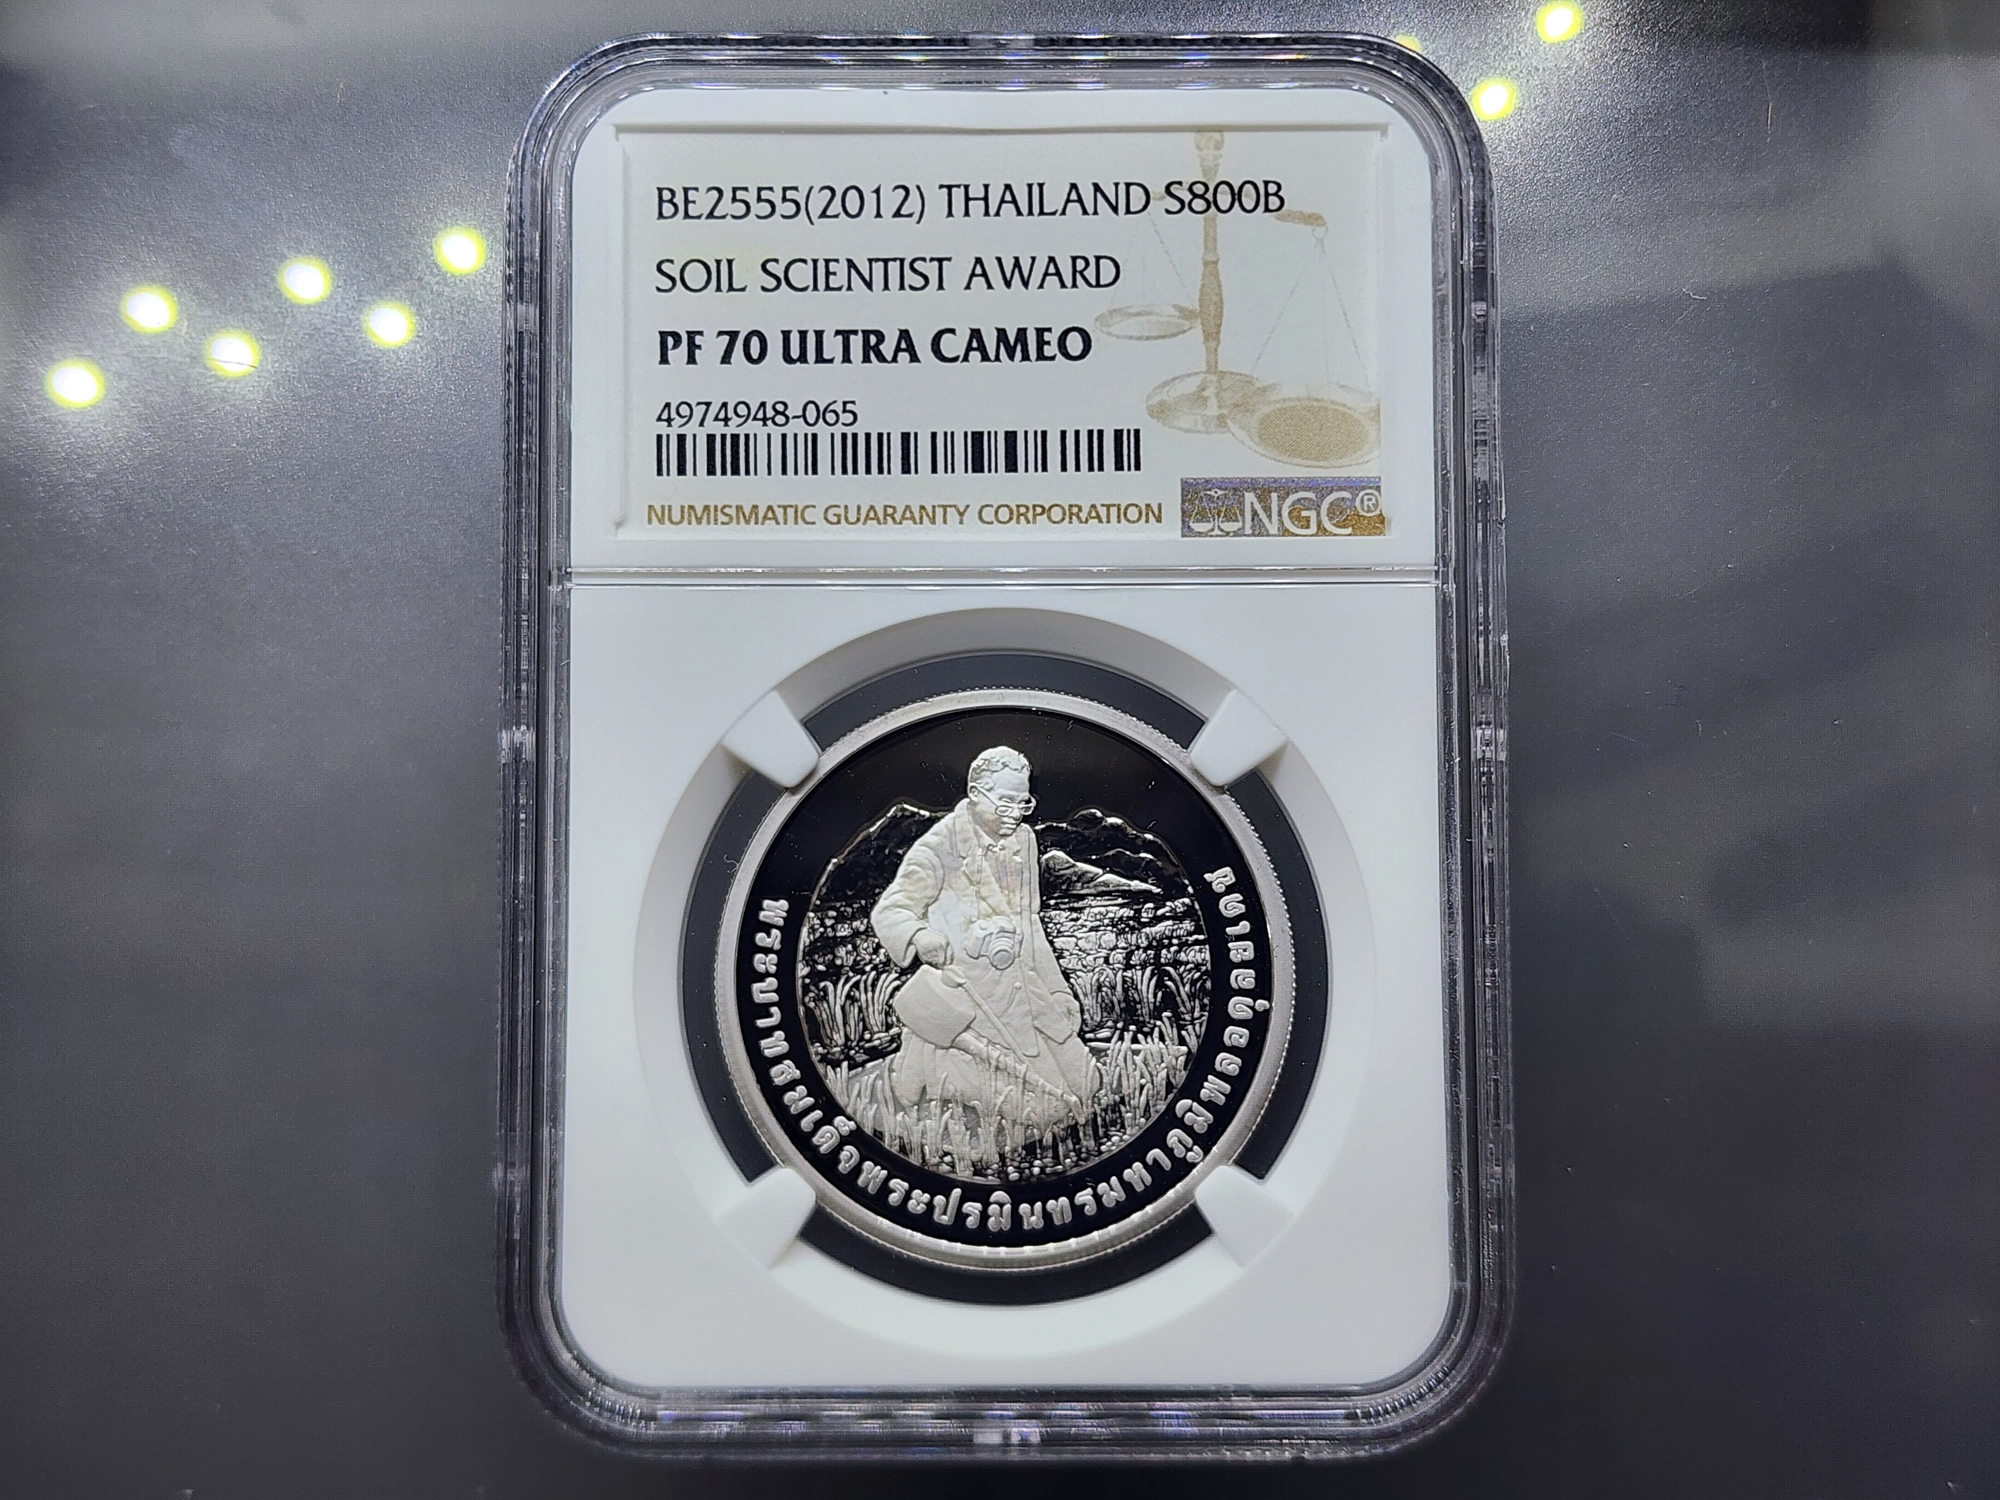 BE2555(2012) THAILAND S800B
SOIL SCIENTIST AWARD
PF 70 ULTRA CAMEO
4974948-065
NUMISMATIC GUARANTY CORPORATION
NGC®
พระบาทสมเด็จพระปรมินทรมหาภูมิพลอดุลยเดช